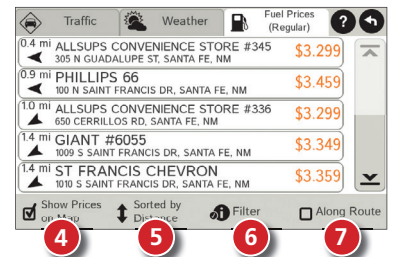 Traffic
Weather
Fuel Prices
(Regular)
?
0.4 mi ALLSUPS CONVENIENCE STORE #345 $3.299
305 N GUADALUPE ST, SANTA FE, NM
0.9 mi PHILLIPS 66 $3.459
100 N SAINT FRANCIS DR, SANTA FE, NM
1.0 mi ALLSUPS CONVENIENCE STORE #336 $3.299
650 CERRILLOS RD, SANTA FE, NM
1.4 mi GIANT #6055 $3.349
1009 S SAINT FRANCIS DR, SANTA FE, NM
1.4 mi ST FRANCIS CHEVRON $3.359
1010 S SAINT FRANCIS DR, SANTA FE, NM
Show Prices
on Map
Sorted by
Distance
Filter
Along Route
4 5 6 7